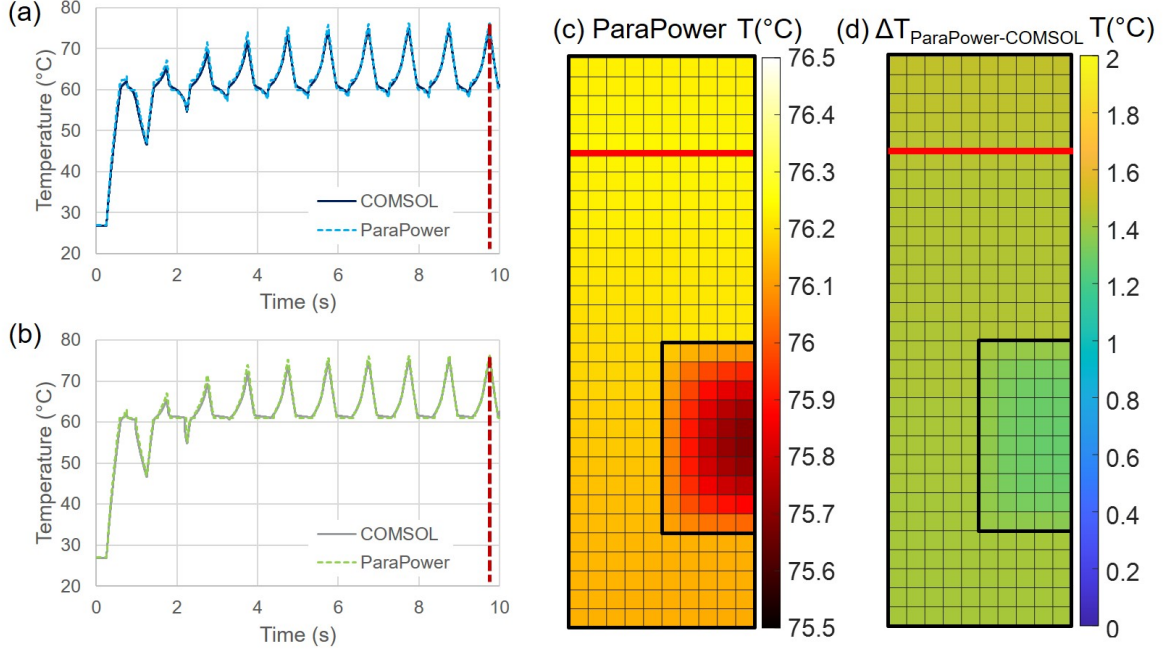 (a)
Temperature (°C)
80
70
60
50
40
30
20
COMSOL
ParaPower
0 2 4 6 8 10
Time (s)
(b)
Temperature (°C)
80
70
60
50
40
30
20
COMSOL
ParaPower
0 2 4 6 8 10
Time (s)
(c) ParaPower T(°C)
76.5
76.4
76.3
76.2
76.1
76
75.9
75.8
75.7
75.6
75.5
(d) ΔTParaPower-COMSOL T(°C)
2
1.8
1.6
1.4
1.2
1
0.8
0.6
0.4
0.2
0